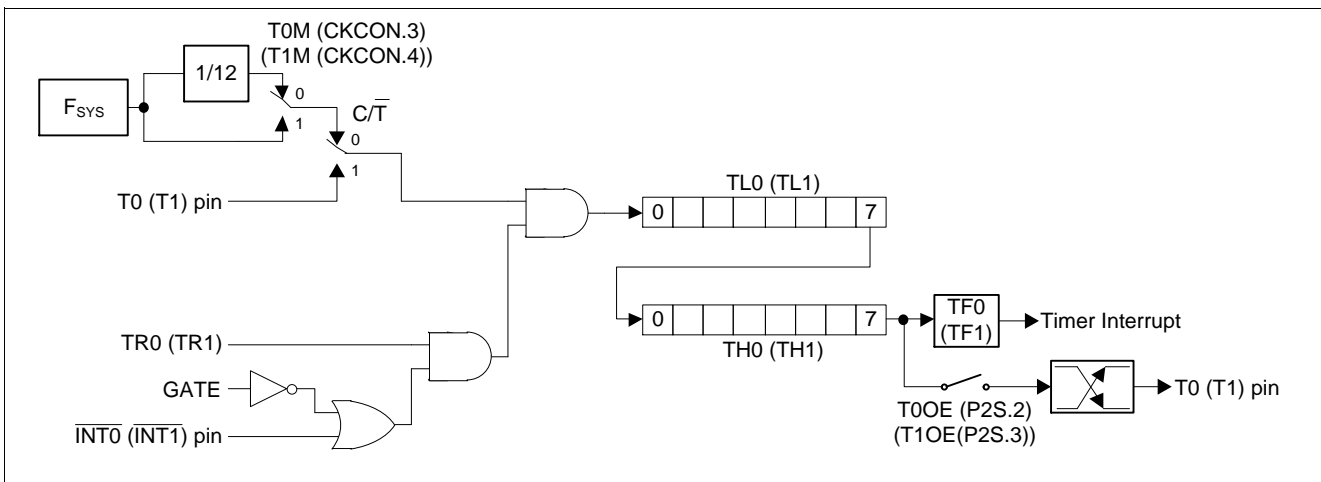 T0M (CKCON.3)
(T1M (CKCON.4))
1/12
FSYS
0
1
C/T̅
0
1
T0 (T1) pin
TL0 (TL1)
0 7
0 7
TH0 (TH1)
TF0
(TF1)
Timer Interrupt
TR0 (TR1)
GATE
I̅N̅T̅0̅ (I̅N̅T̅1̅) pin
T0OE (P2S.2)
(T1OE(P2S.3))
T0 (T1) pin